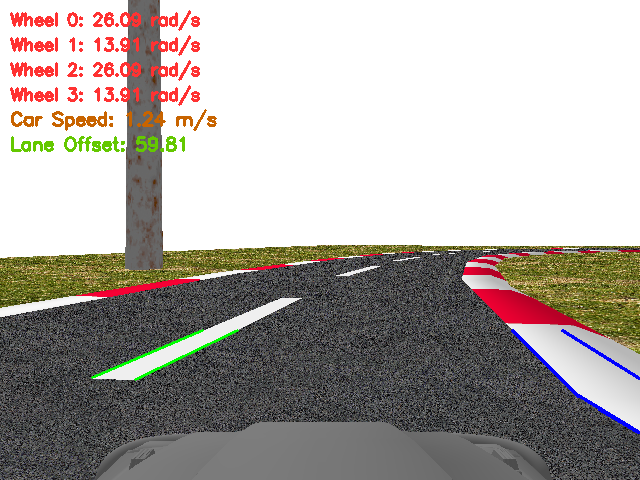 Wheel 0: 26.09 rad/s
Wheel 1: 13.91 rad/s
Wheel 2: 26.09 rad/s
Wheel 3: 13.91 rad/s
Car Speed: 1.24 m/s
Lane Offset: 59.81